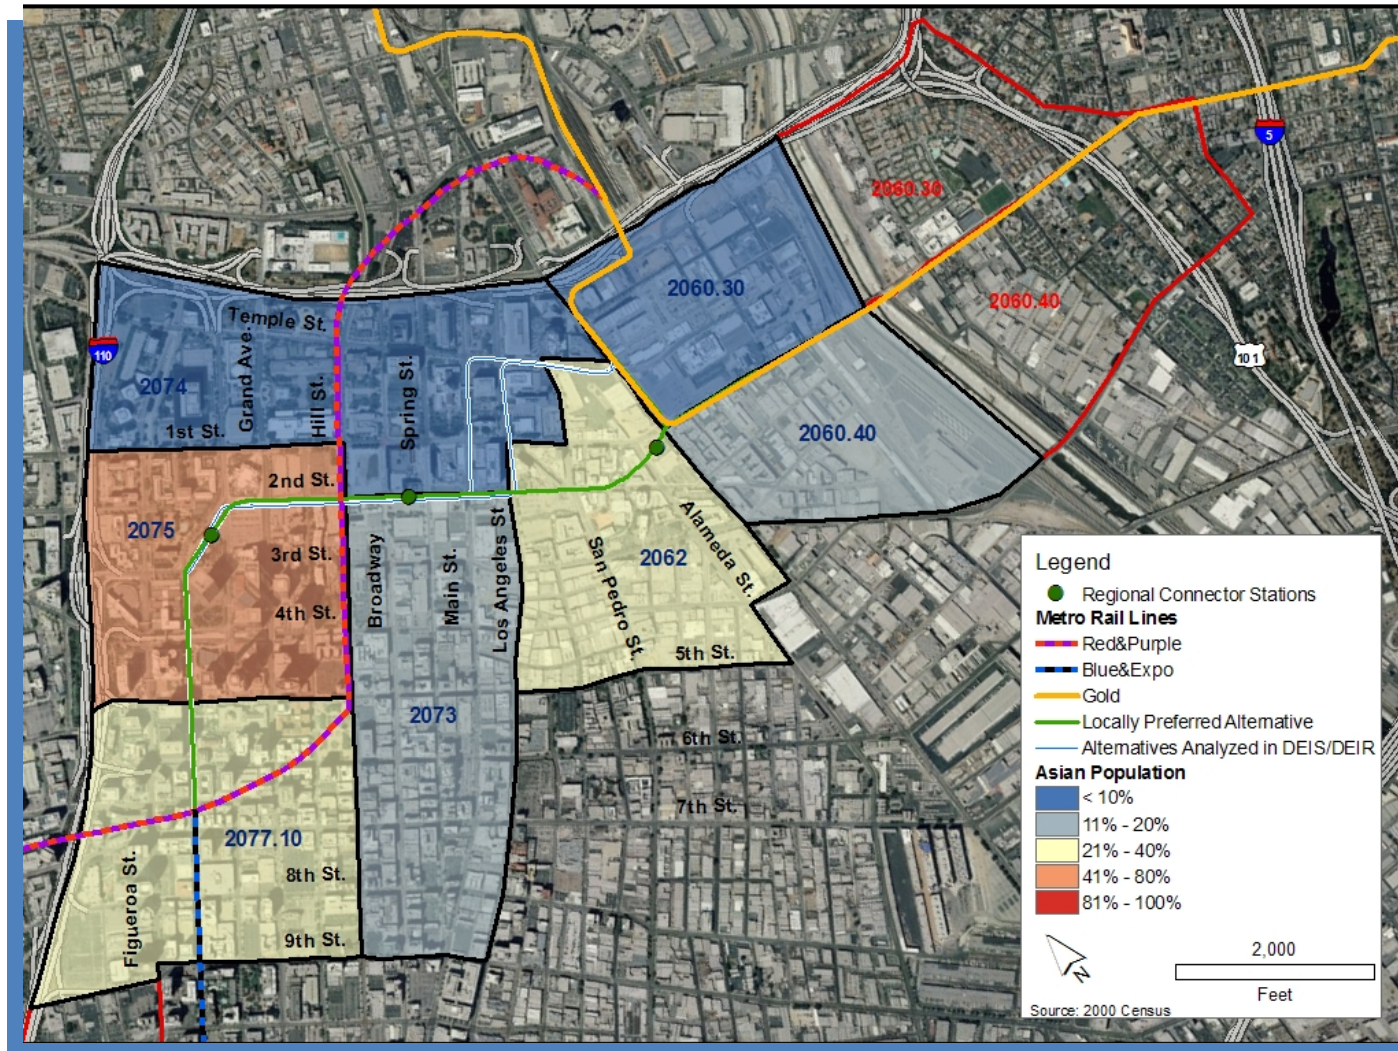 5
2060.30
2060.30
2060.40
Temple St.
110
101
Grand Ave.
Hill St.
Spring St.
2074
1st St.
2060.40
2nd St.
2075
3rd St.
Broadway
Main St.
Los Angeles St
San Pedro St.
Alameda St.
2062
4th St.
5th St.
2073
6th St.
7th St.
2077.10
Figueroa St.
8th St.
9th St.
Legend
Regional Connector Stations
Metro Rail Lines
Red&Purple
Blue&Expo
Gold
Locally Preferred Alternative
Alternatives Analyzed in DEIS/DEIR
Asian Population
< 10%
11% - 20%
21% - 40%
41% - 80%
81% - 100%
N
2,000
Feet
Source: 2000 Census